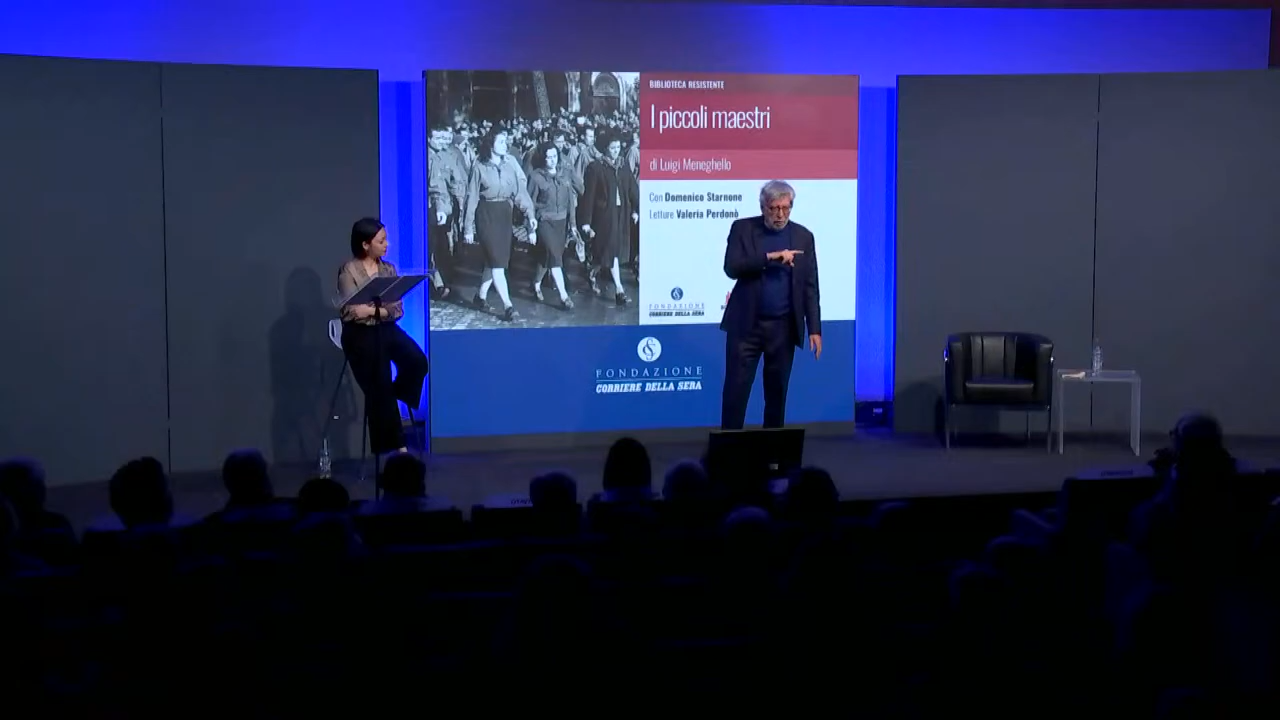 BIBLIOTECA RESISTENTE
I piccoli maestri
di Luigi Meneghello
Con Domenico Starnone
Letture Valeria Perdonò
FONDAZIONE
CORRIERE DELLA SERA
FONDAZIONE
CORRIERE DELLA SERA